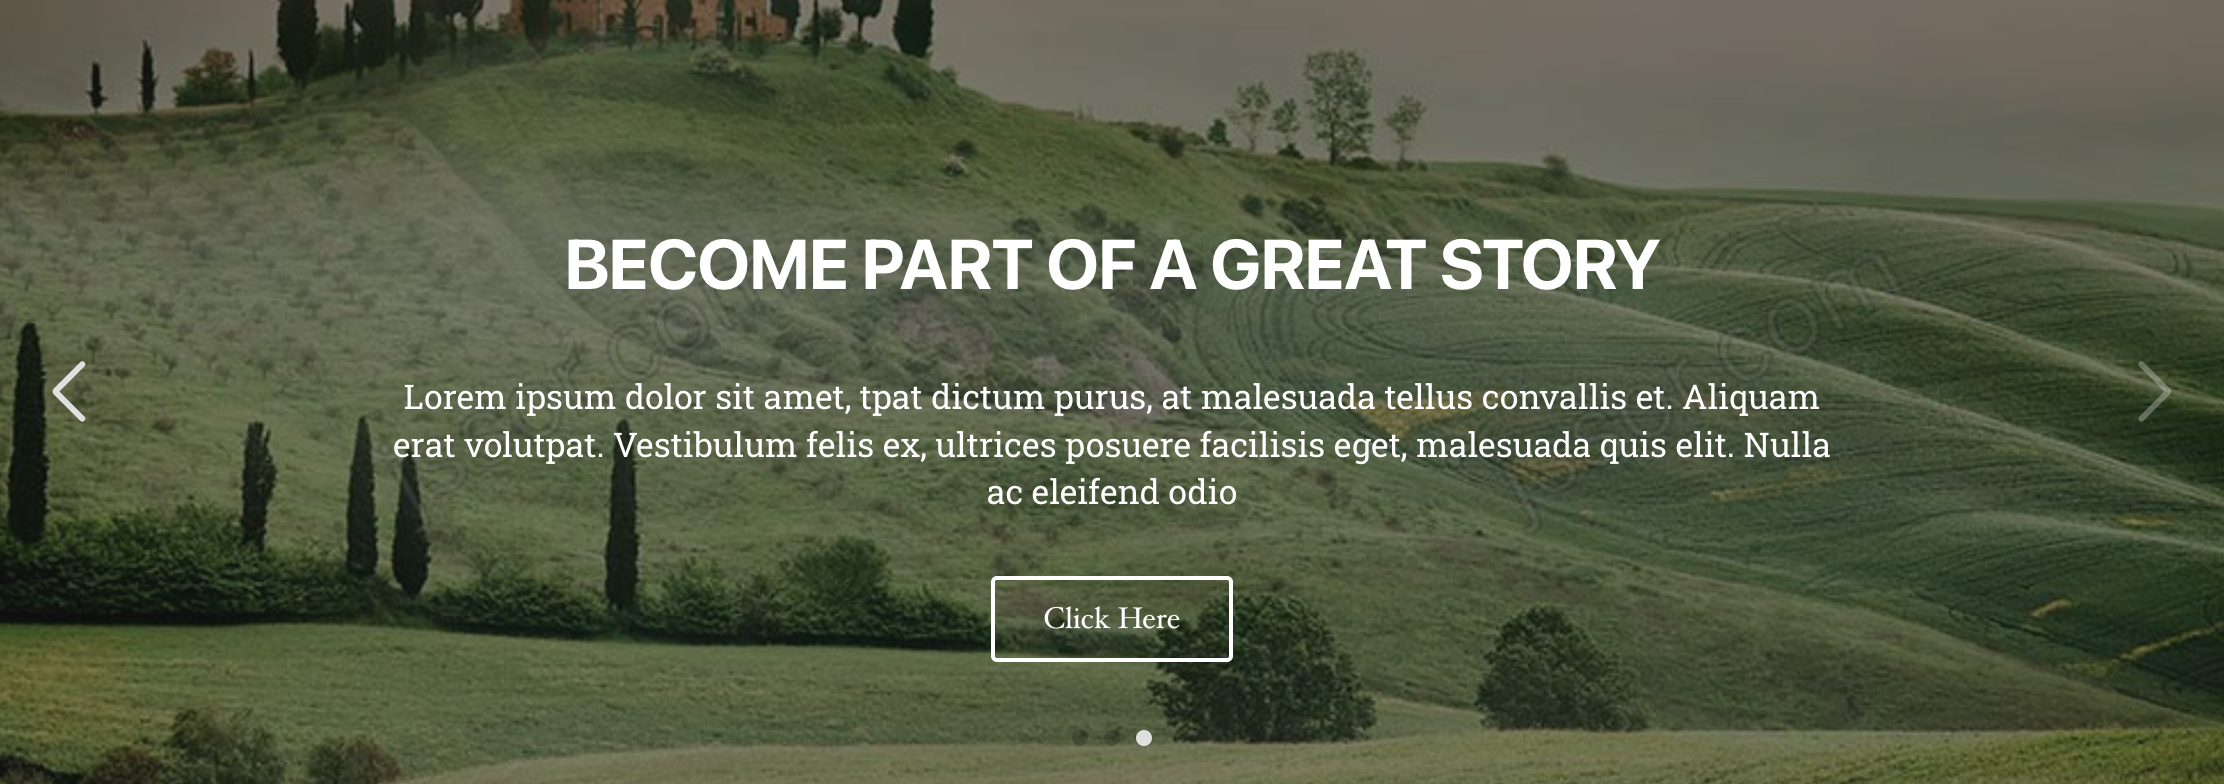 BECOME PART OF A GREAT STORY
Lorem ipsum dolor sit amet, tpat dictum purus, at malesuada tellus convallis et. Aliquam
erat volutpat. Vestibulum felis ex, ultrices posuere facilisis eget, malesuada quis elit. Nulla
ac eleifend odio
Click Here